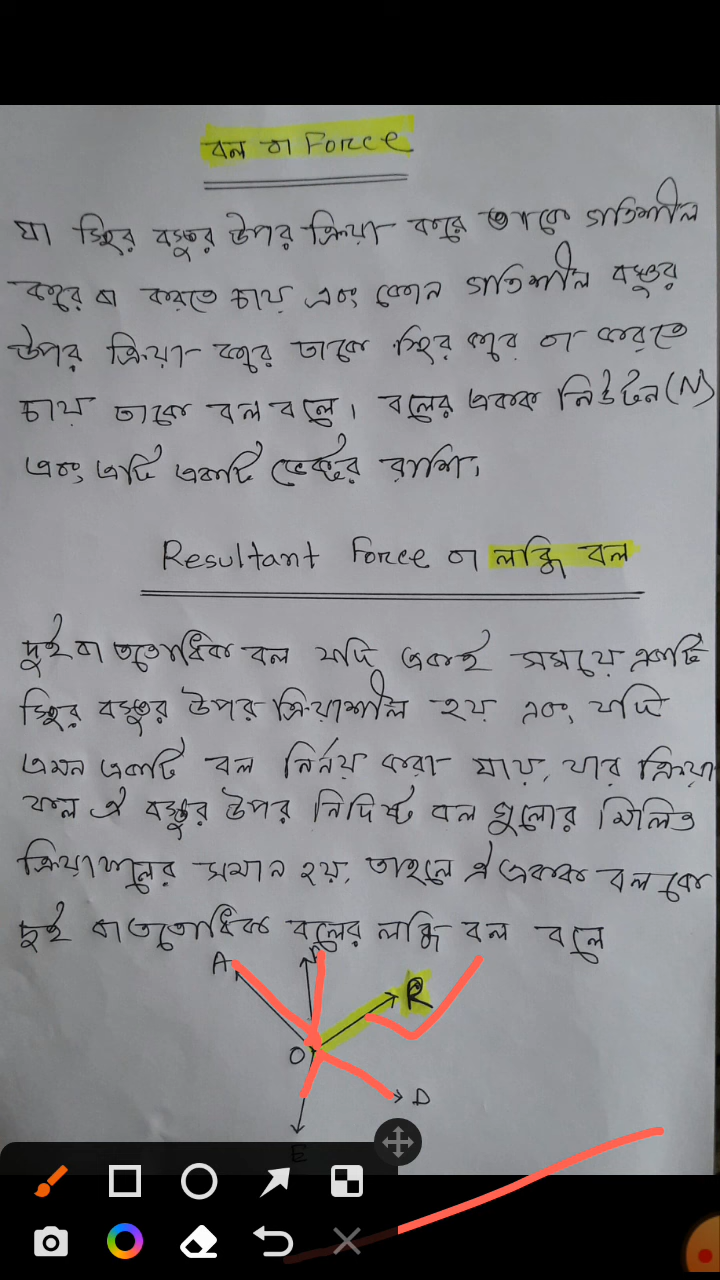 বল বা Force
যা স্থির বস্তুর উপর ক্রিয়া করে তাকে গতিশীল
করে বা করতে চায় এবং কোন গতিশীল বস্তুর
উপর ক্রিয়া করে তাকে স্থির করে বা করতে
চায় তাকে বল বলে। বলের একক নিউটন (N)
এবং এটি একটি ভেক্টর রাশি।
Resultant Force বা লব্ধি বল
দুই বা ততোধিক বল যদি একই সময়ে একটি
স্থির বস্তুর উপর ক্রিয়াশীল হয় এবং যদি
এমন একটি বল নির্নয় করা যায়, যার ক্রিয়া
ফল ঐ বস্তুর উপর নির্দিষ্ট বল গুলোর মিলিত
ক্রিয়াফলের সমান হয়, তাহলে ঐ একক বলকে
দুই বা ততোধিক বলের লব্ধি বল বলে
A
R
O
D
E